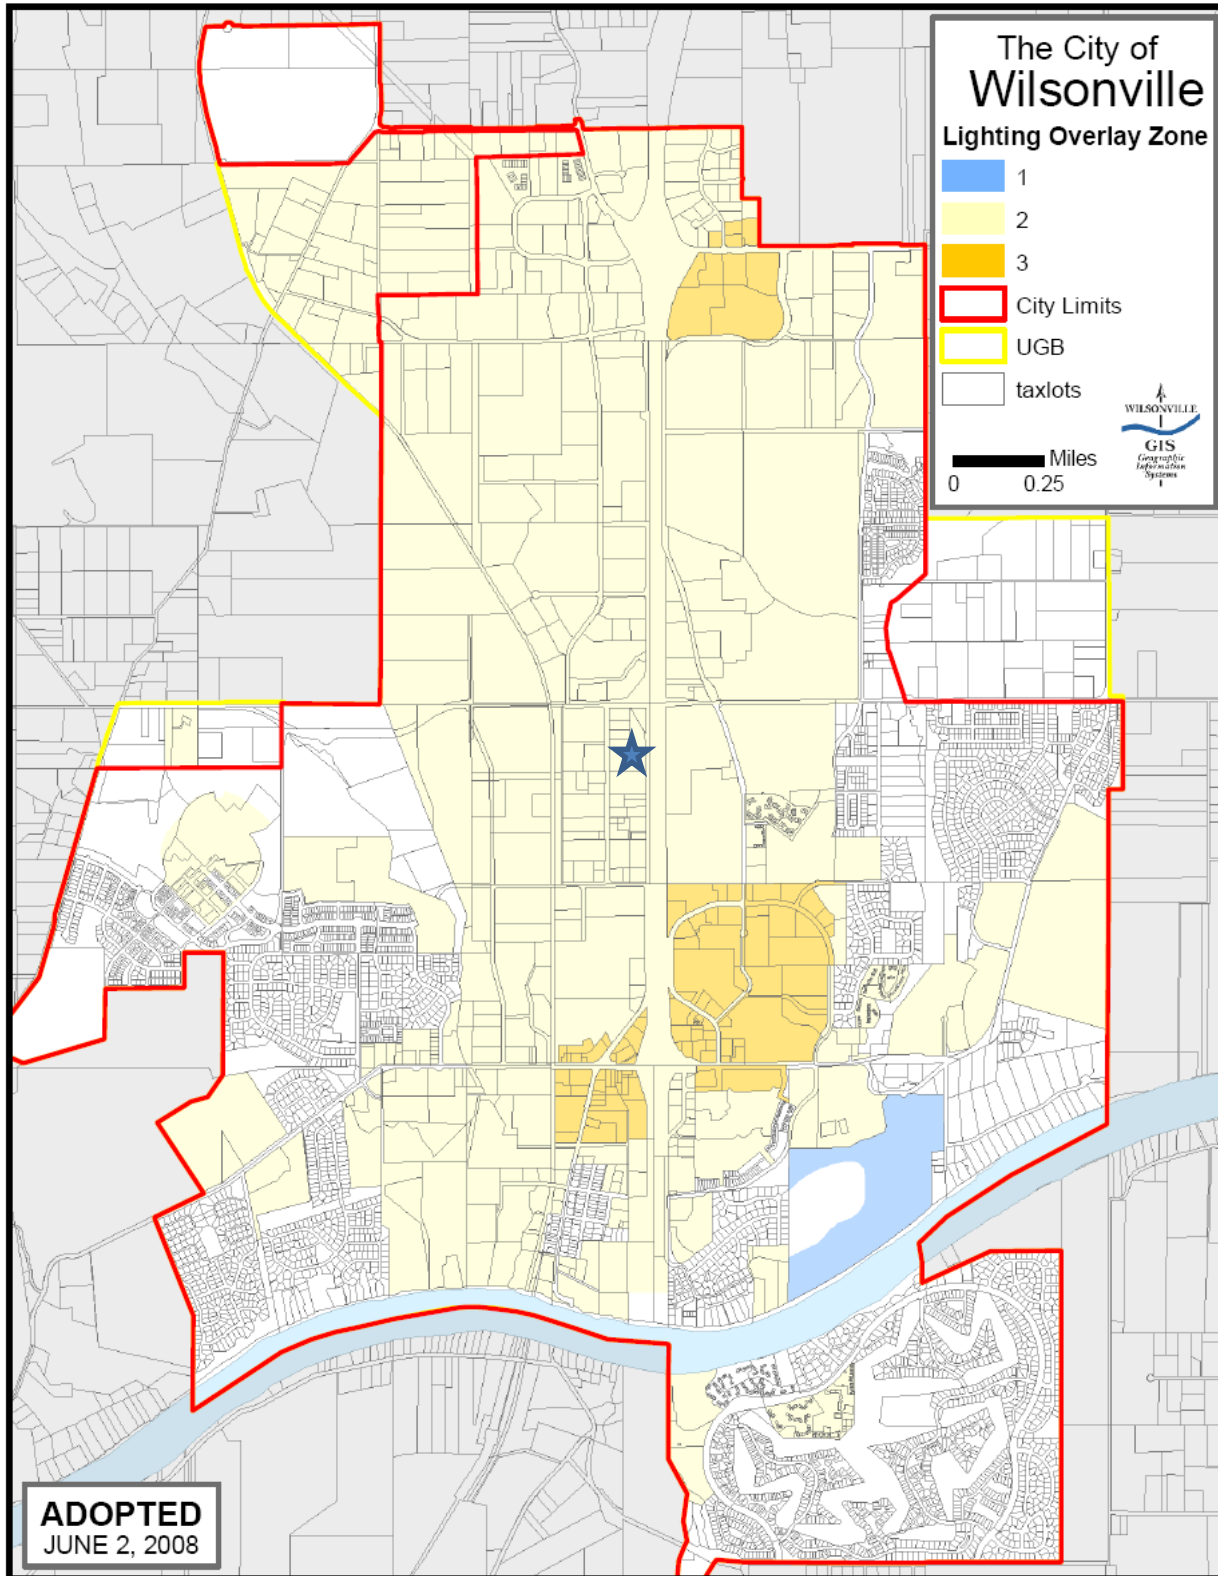 The City of
Wilsonville
Lighting Overlay Zone
1
2
3
City Limits
UGB
taxlots
WILSONVILLE
GIS
Geographic
Information
Systems
Miles
0 0.25
ADOPTED
JUNE 2, 2008